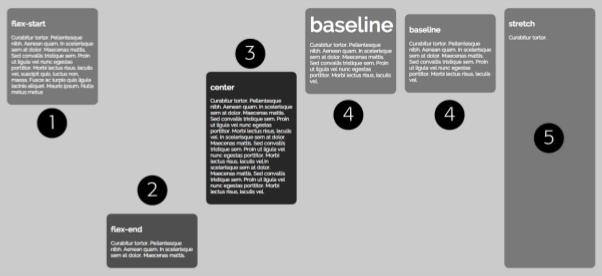 flex-start
Curabitur tortor. Pellentesque
nibh. Aenean quam. In scelerisque
sem at dolor. Maecenas mattis.
Sed convallis tristique sem. Proin
ut ligula vel nunc egestas
porttitor. Morbi lectus risus, iaculis
vel, suscipit quis, luctus non,
massa. Fusce ac turpis quis ligula
lacinia aliquet. Mauris ipsum. Nulla
metus metus
1
2
flex-end
Curabitur tortor. Pellentesque
nibh. Aenean quam. In scelerisque
sem at dolor. Maecenas mattis.
3
center
Curabitur tortor. Pellentesque
nibh. Aenean quam. In scelerisque
sem at dolor. Maecenas mattis.
Sed convallis tristique sem. Proin
ut ligula vel nunc egestas
porttitor. Morbi lectus risus, iaculis
vel. In scelerisque sem at dolor.
Maecenas mattis. Sed convallis
tristique sem. Proin ut ligula vel
nunc egestas porttitor. Morbi
lectus risus, iaculis vel.In
scelerisque sem at dolor.
Maecenas mattis. Sed convallis
tristique sem. Proin ut ligula vel
nunc egestas porttitor. Morbi
lectus risus, iaculis vel.
baseline
Curabitur tortor. Pellentesque
nibh. Aenean quam. In scelerisque
sem at dolor. Maecenas mattis.
Sed convallis tristique sem. Proin
ut ligula vel nunc egestas
porttitor. Morbi lectus risus, iaculis
vel.
4
baseline
Curabitur tortor. Pellentesque
nibh. Aenean quam. In scelerisque
sem at dolor. Maecenas mattis.
Sed convallis tristique sem. Proin
ut ligula vel nunc egestas
porttitor. Morbi lectus risus, iaculis
vel.
4
stretch
Curabitur tortor.
5